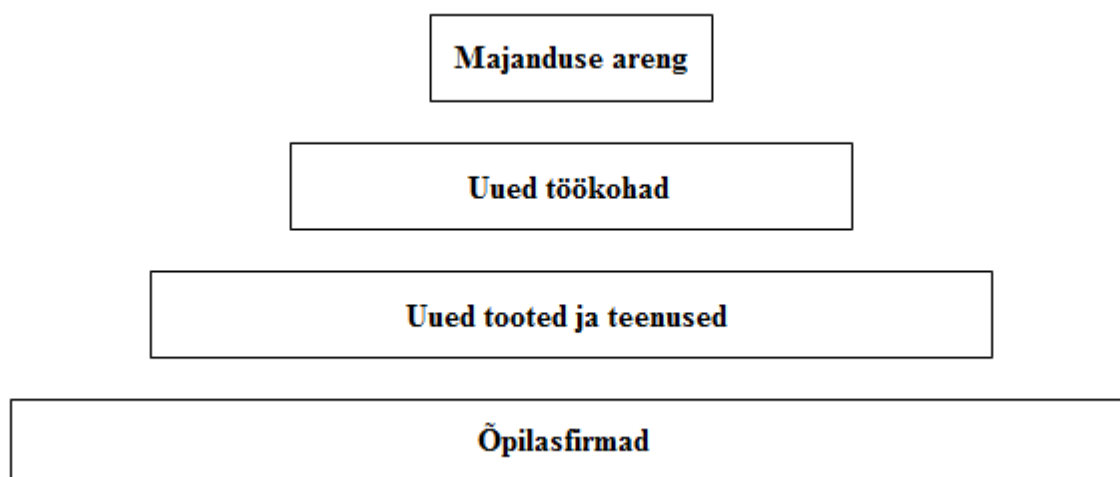 Majanduse areng
Uued töökohad
Uued tooted ja teenused
Õpilasfirmad